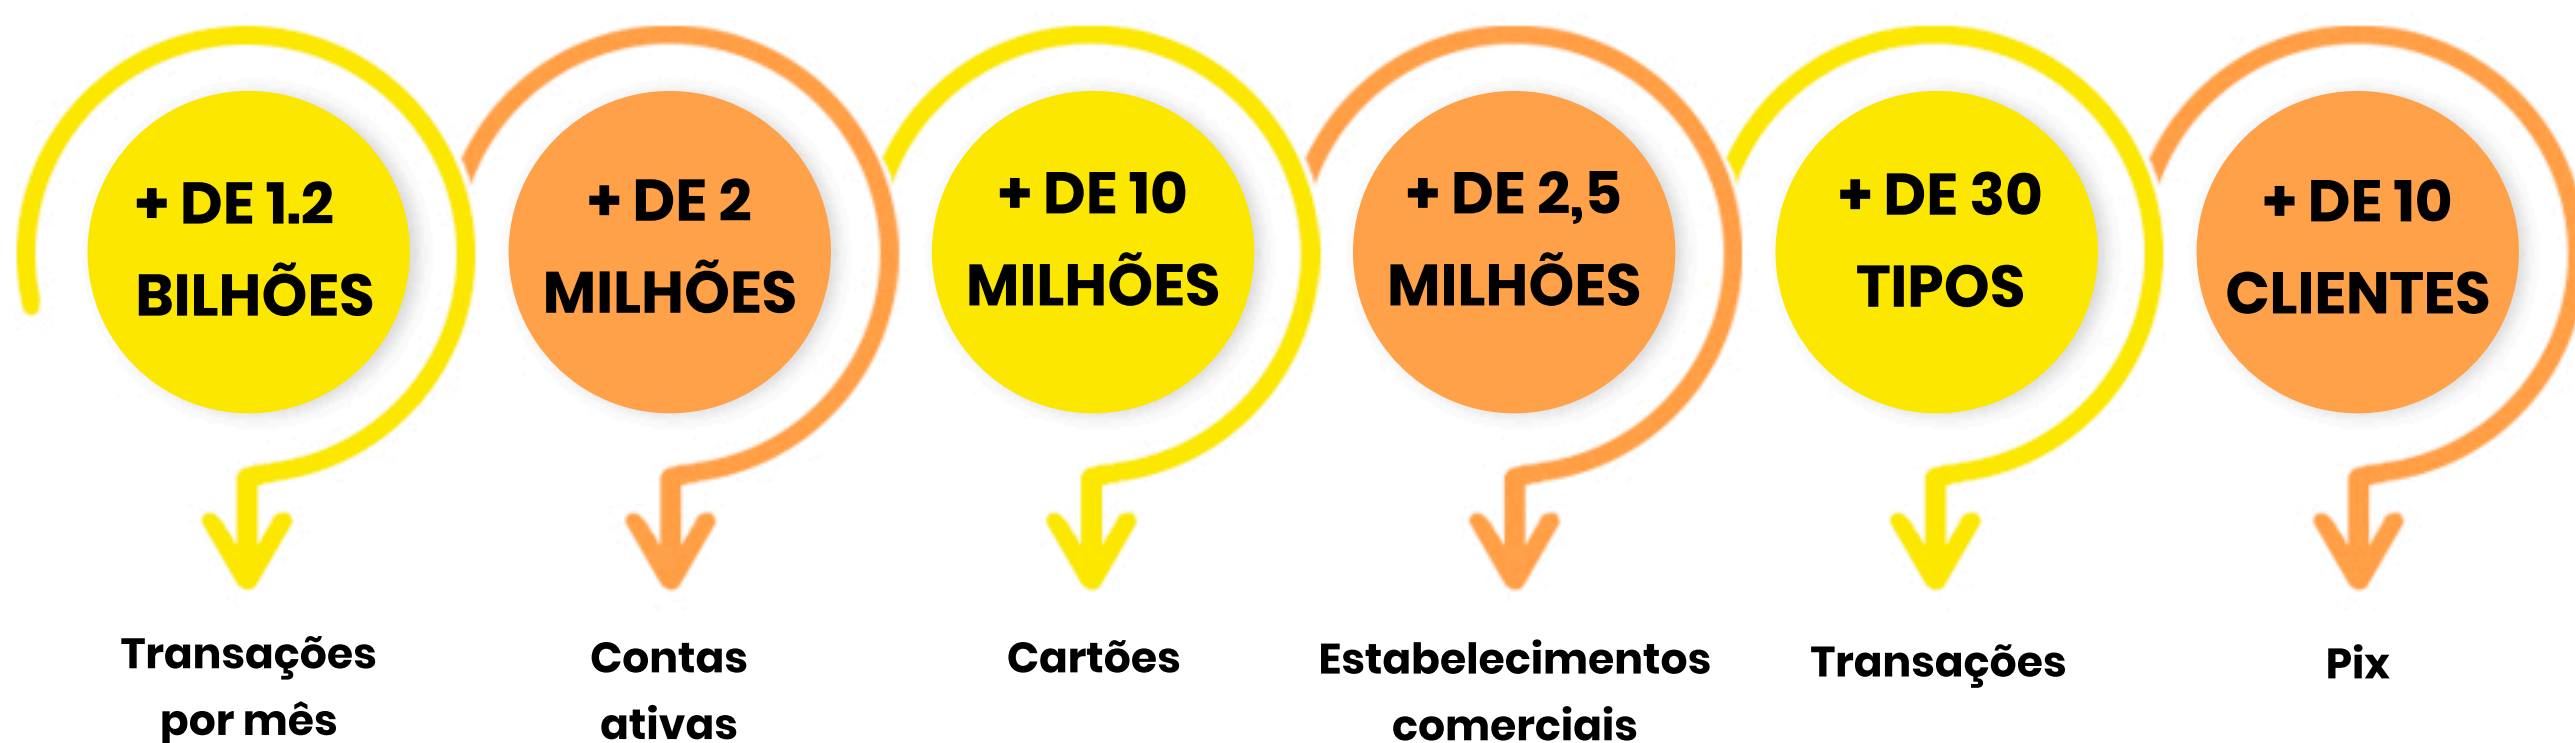 + DE 1.2
BILHÕES
+ DE 2
MILHÕES
+ DE 10
MILHÕES
+ DE 2,5
MILHÕES
+ DE 30
TIPOS
+ DE 10
CLIENTES
Transações
por mês
Contas
ativas
Cartões
Estabelecimentos
comerciais
Transações
Pix